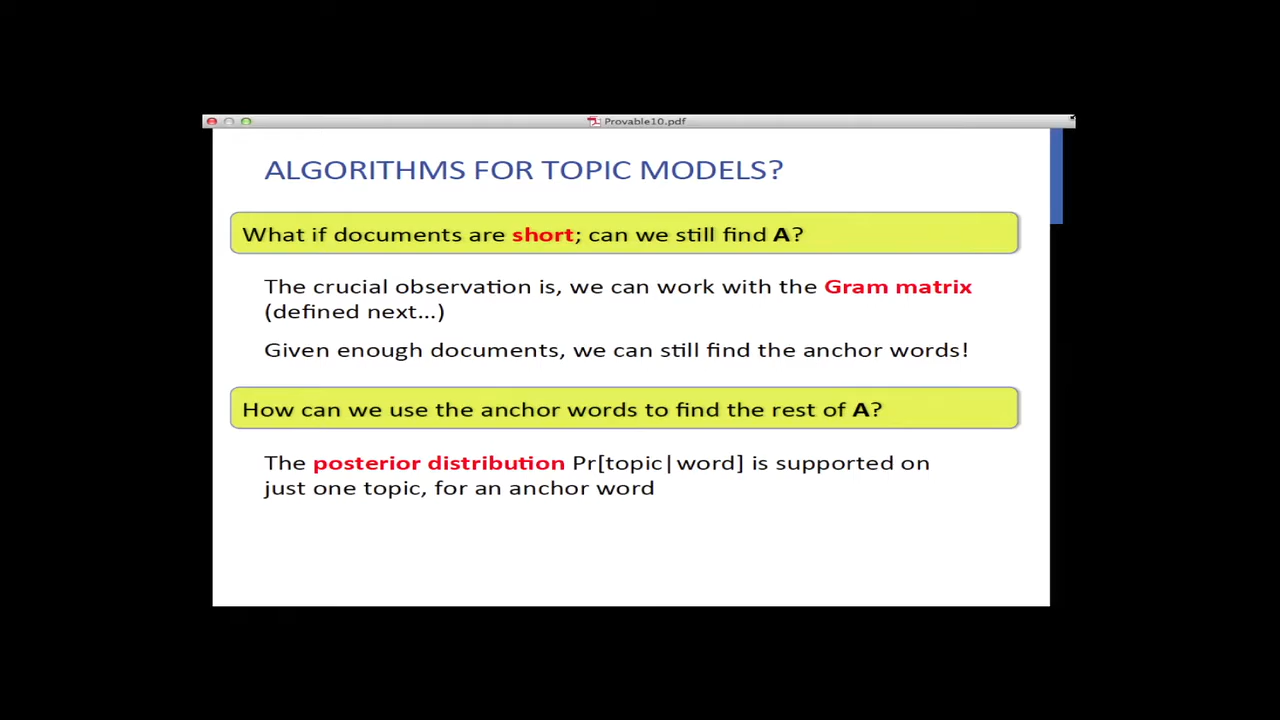 Provable10.pdf
ALGORITHMS FOR TOPIC MODELS?
What if documents are short; can we still find A?
The crucial observation is, we can work with the Gram matrix
(defined next...)
Given enough documents, we can still find the anchor words!
How can we use the anchor words to find the rest of A?
The posterior distribution Pr[topic|word] is supported on
just one topic, for an anchor word